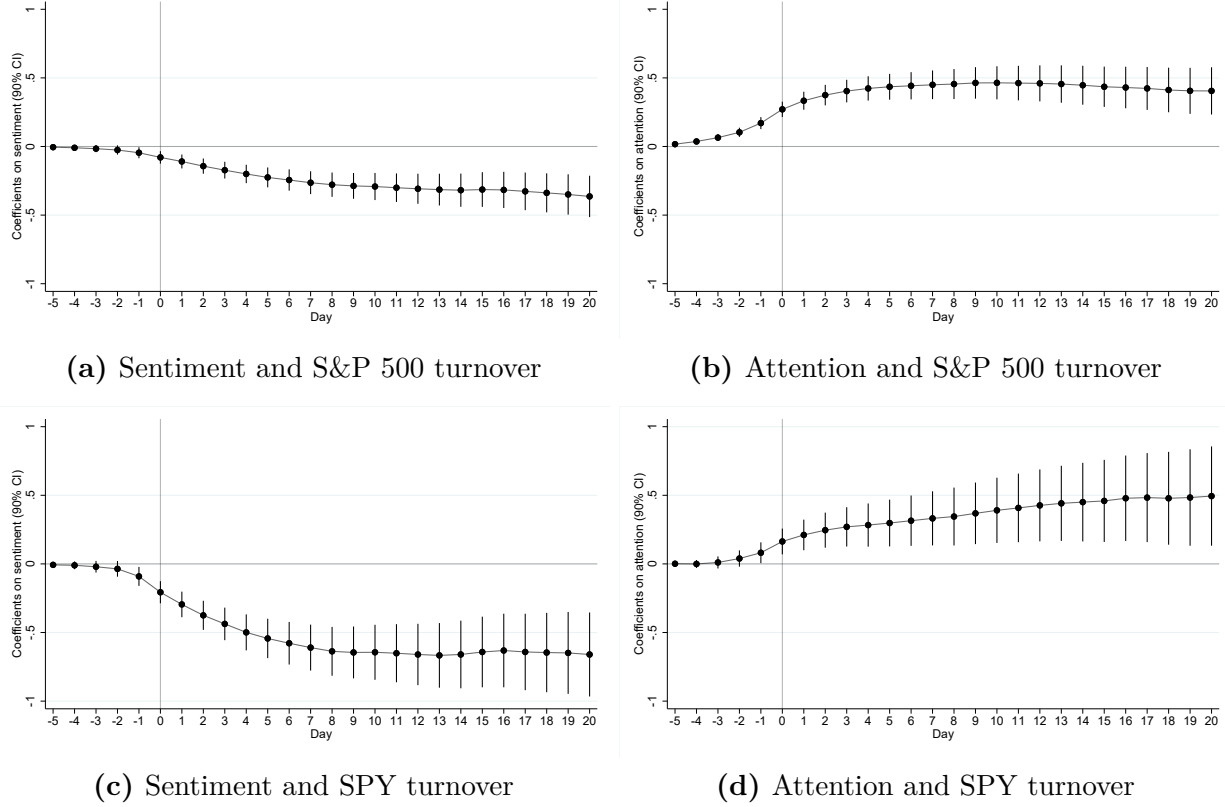 Coefficients on sentiment (90% CI)
1
.5
0
-.5
-1
-5 -4 -3 -2 -1 0 1 2 3 4 5 6 7 8 9 10 11 12 13 14 15 16 17 18 19 20
Day
(a) Sentiment and S&P 500 turnover
Coefficients on attention (90% CI)
1
.5
0
-.5
-1
-5 -4 -3 -2 -1 0 1 2 3 4 5 6 7 8 9 10 11 12 13 14 15 16 17 18 19 20
Day
(b) Attention and S&P 500 turnover
Coefficients on sentiment (90% CI)
1
.5
0
-.5
-1
-5 -4 -3 -2 -1 0 1 2 3 4 5 6 7 8 9 10 11 12 13 14 15 16 17 18 19 20
Day
(c) Sentiment and SPY turnover
Coefficients on attention (90% CI)
1
.5
0
-.5
-1
-5 -4 -3 -2 -1 0 1 2 3 4 5 6 7 8 9 10 11 12 13 14 15 16 17 18 19 20
Day
(d) Attention and SPY turnover